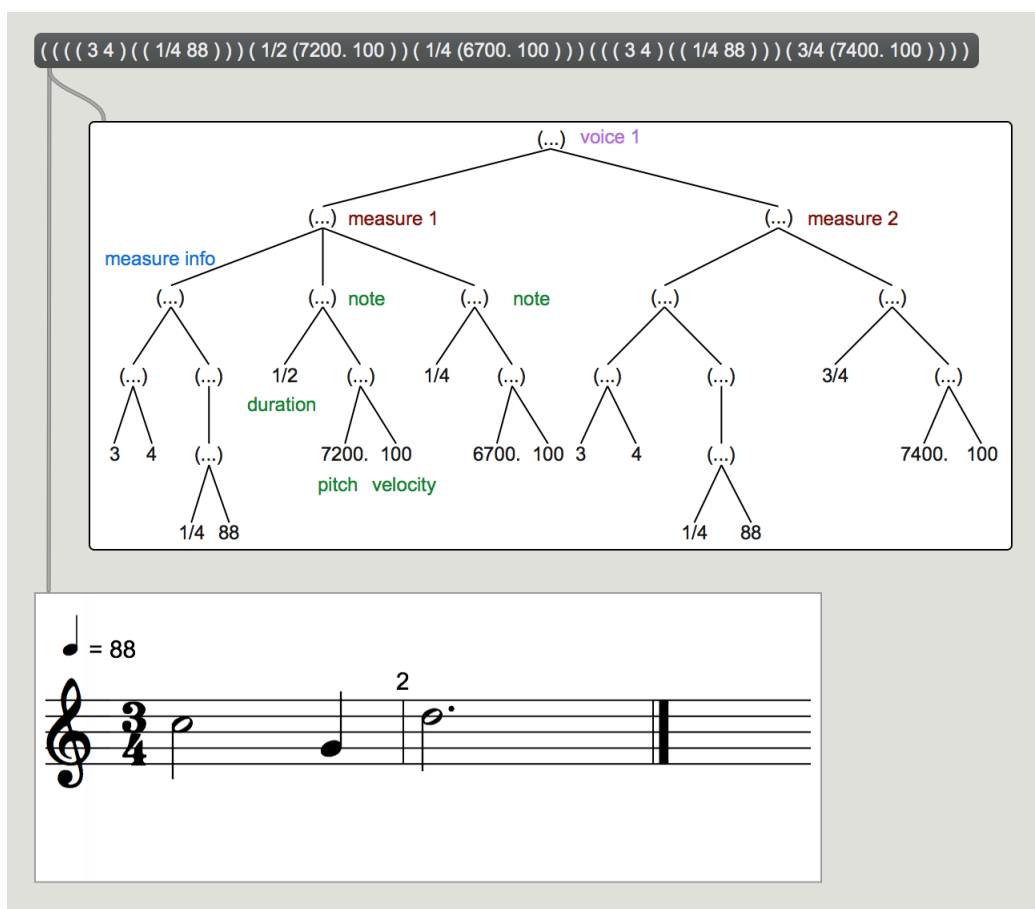 ( ( ( ( 3 4 ) ( ( 1/4 88 ) ) ) ( 1/2 (7200. 100 ) ) ( 1/4 (6700. 100 ) ) ) ( ( ( 3 4 ) ( ( 1/4 88 ) ) ) ( 3/4 (7400. 100 ) ) ) )
(...) voice 1
(...) measure 1 (...) measure 2
measure info
(...) (...) note (...) note (...) (...)
(...) (...) 1/2 (...) 1/4 (...) (...) (...) 3/4 (...)
duration
3 4 (...) 7200. 100 6700. 100 3 4 (...) 7400. 100
pitch velocity
1/4 88 1/4 88
= 88
2
3
4